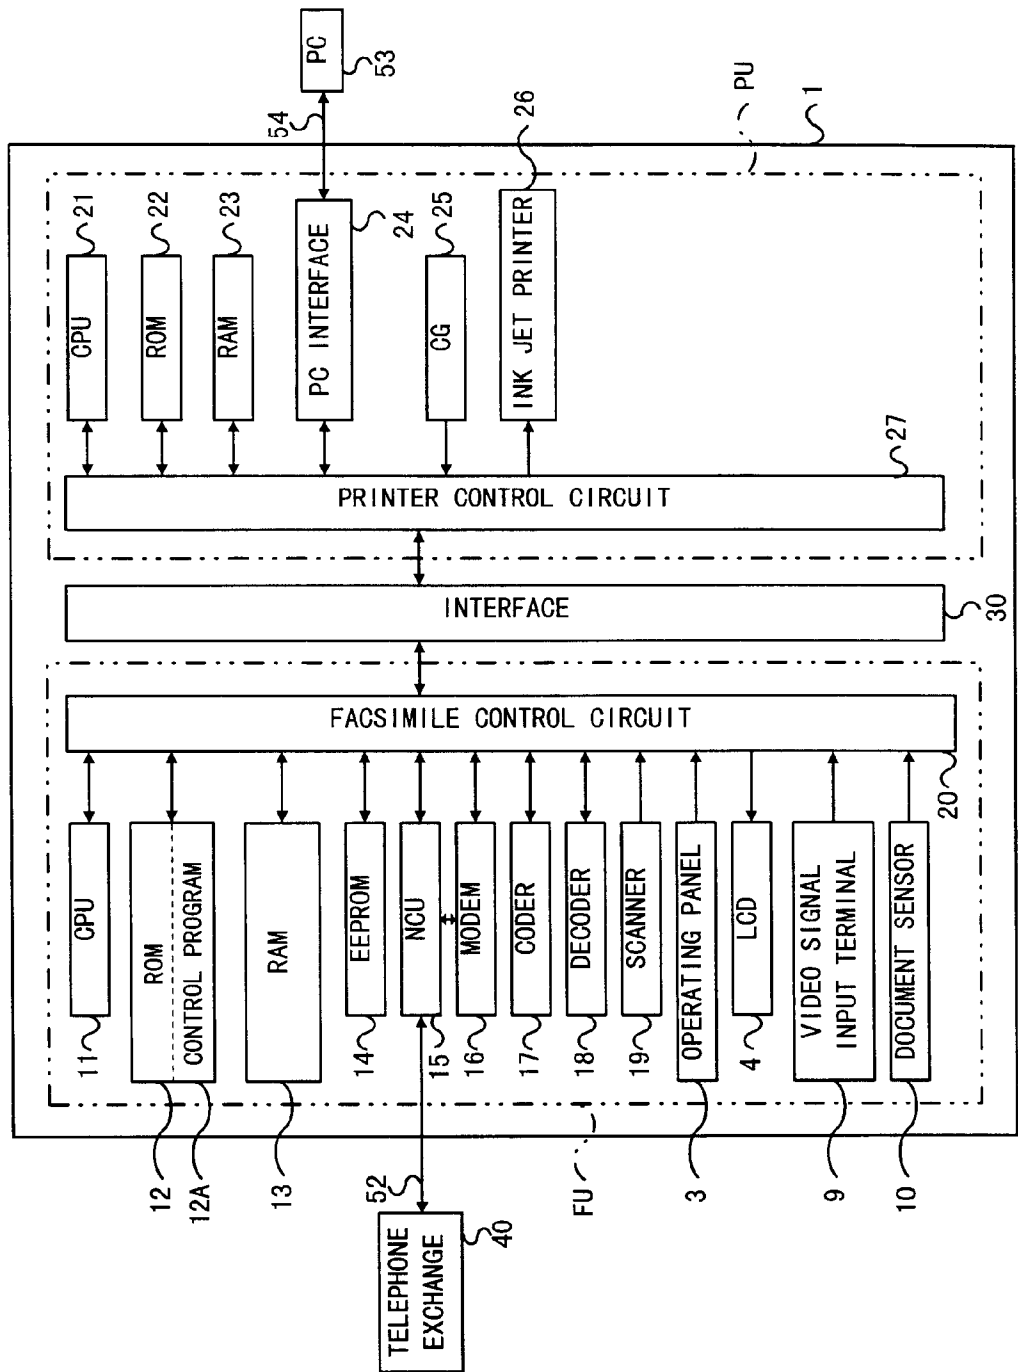 TELEPHONE
EXCHANGE
40
52
FU
12
12A
13
3
9
10
11
CPU
ROM
CONTROL PROGRAM
RAM
14
EEPROM
15
NCU
16
MODEM
17
CODER
18
DECODER
19
SCANNER
OPERATING PANEL
4
LCD
VIDEO SIGNAL
INPUT TERMINAL
DOCUMENT SENSOR
FACSIMILE CONTROL CIRCUIT
20
INTERFACE
30
PRINTER CONTROL CIRCUIT
27
CPU
21
ROM
22
RAM
23
PC INTERFACE
24
CG
25
INK JET PRINTER
26
54
PC
53
PU
1